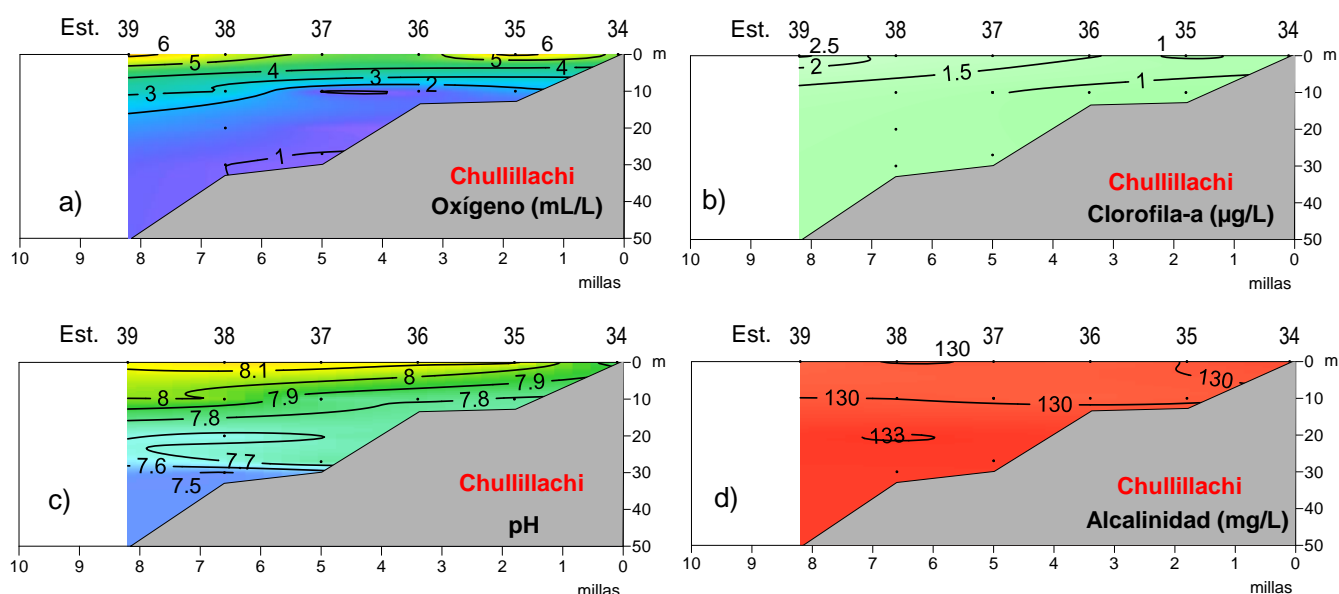 Est. 39 38 37 36 35 34
6 6
5 5
4 4
3
3 2
1
0 m
10
20
30
40
50
a)
Chullillachi
Oxígeno (mL/L)
10 9 8 7 6 5 4 3 2 1 0
millas
Est. 39 38 37 36 35 34
2.5 1
2 1.5
1
0 m
10
20
30
40
50
b)
Chullillachi
Clorofila-a (µg/L)
10 9 8 7 6 5 4 3 2 1 0
millas
Est. 39 38 37 36 35 34
8.1 8
8 7.9 7.9
7.8 7.8
7.6 7.7
7.5
0 m
10
20
30
40
50
c)
Chullillachi
pH
10 9 8 7 6 5 4 3 2 1 0
millas
Est. 39 38 37 36 35 34
130
130
130 130
133
0 m
10
20
30
40
50
d)
Chullillachi
Alcalinidad (mg/L)
10 9 8 7 6 5 4 3 2 1 0
millas